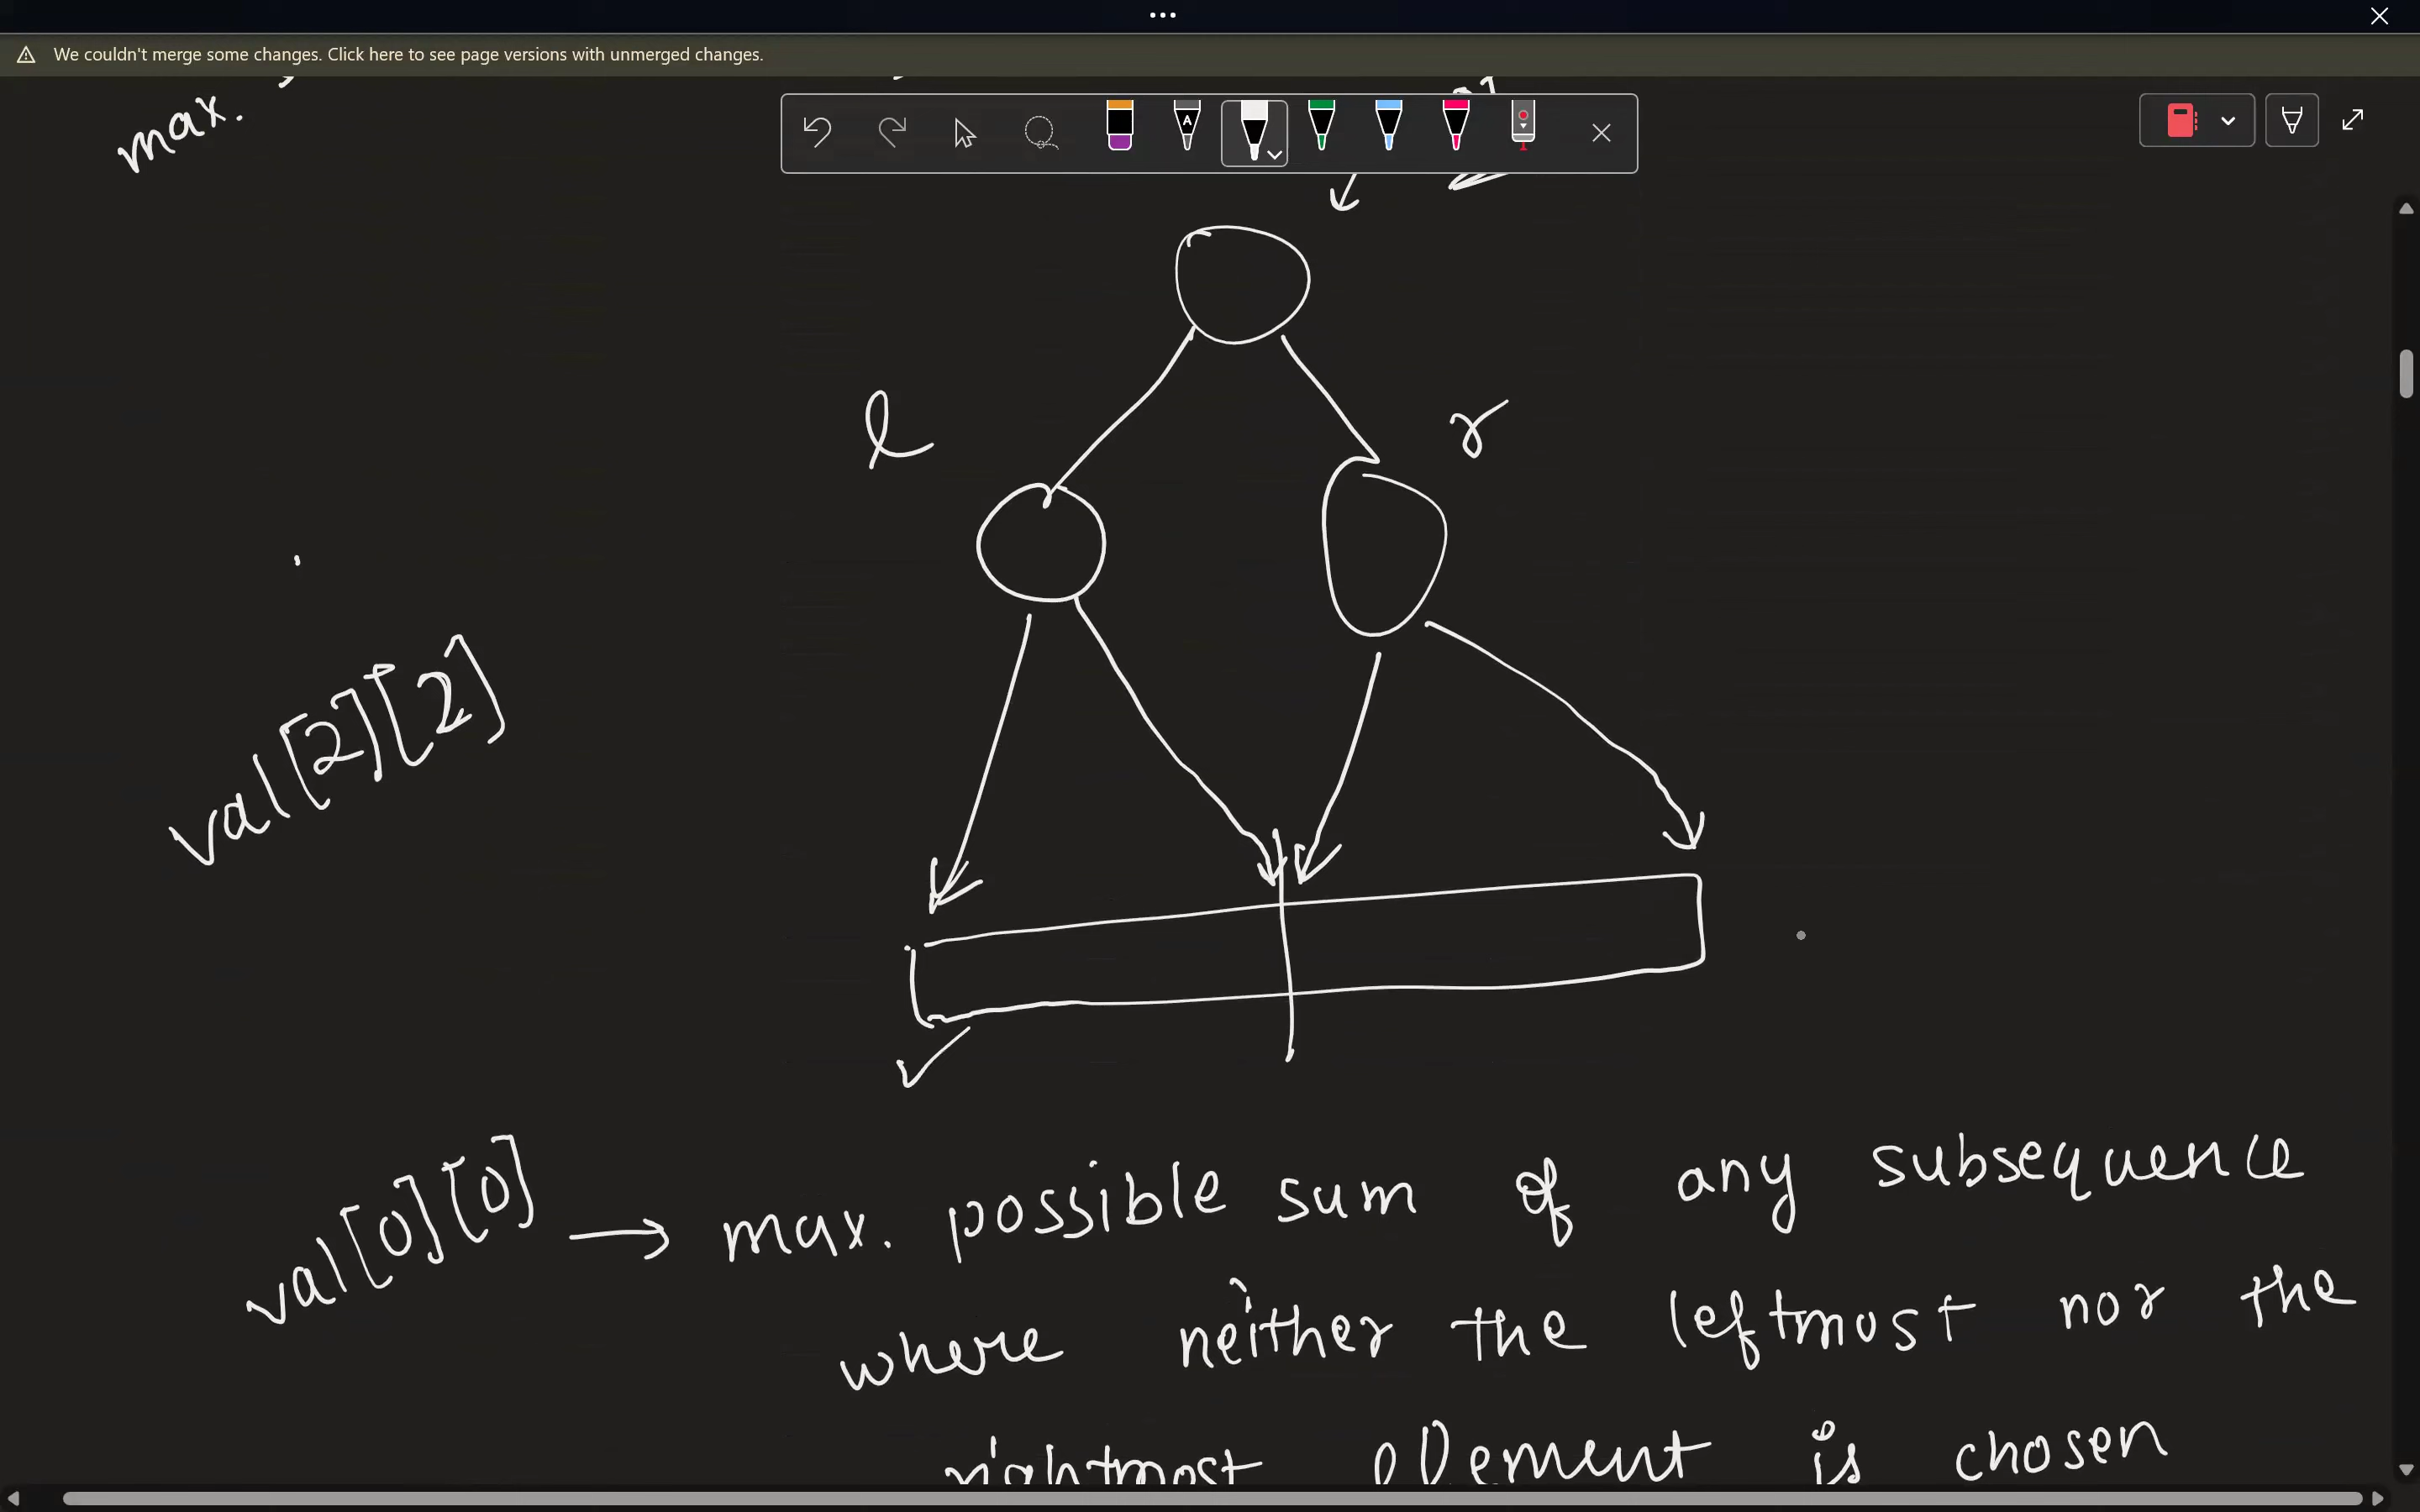 We couldn't merge some changes. Click here to see page versions with unmerged changes.
max.
A
l
r
val[2][2]
val[0][0] → max. possible sum of any subsequence
where neither the leftmost nor the
rightmost element is chosen